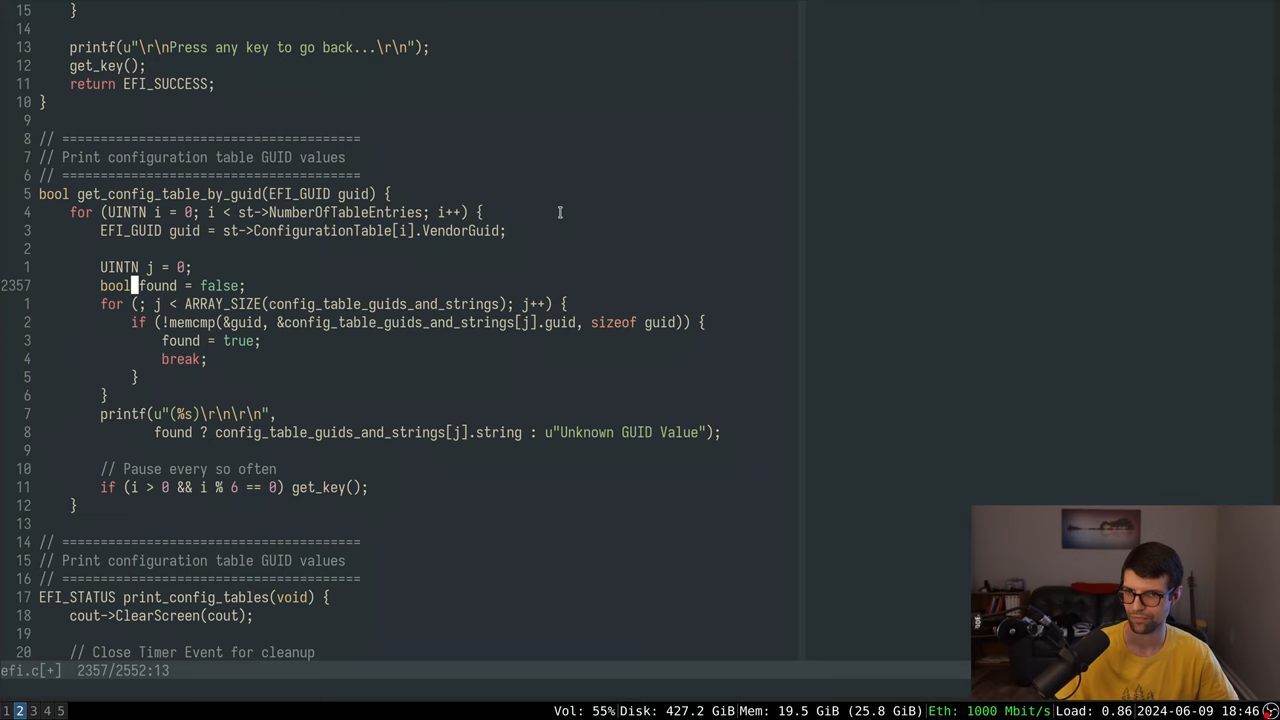 15 }
14
13 printf(u"\r\nPress any key to go back...\r\n");
12 get_key();
11 return EFI_SUCCESS;
10 }
9
8 // =======================================
7 // Print configuration table GUID values
6 // =======================================
5 bool get_config_table_by_guid(EFI_GUID guid) {
4 for (UINTN i = 0; i < st->NumberOfTableEntries; i++) {
3 EFI_GUID guid = st->ConfigurationTable[i].VendorGuid;
2
1 UINTN j = 0;
2357 bool found = false;
1 for (; j < ARRAY_SIZE(config_table_guids_and_strings); j++) {
2 if (!memcmp(&guid, &config_table_guids_and_strings[j].guid, sizeof guid)) {
3 found = true;
4 break;
5 }
6 }
7 printf(u"(%s)\r\n\r\n",
8 found ? config_table_guids_and_strings[j].string : u"Unknown GUID Value");
9
10 // Pause every so often
11 if (i > 0 && i % 6 == 0) get_key();
12 }
13
14 // =======================================
15 // Print configuration table GUID values
16 // =======================================
17 EFI_STATUS print_config_tables(void) {
18 cout->ClearScreen(cout);
19
20 // Close Timer Event for cleanup
efi.c[+] 2357/2552:13
1 2 3 4 5 Vol: 55% Disk: 427.2 GiB Mem: 19.5 GiB (25.8 GiB) Eth: 1000 Mbit/s Load: 0.86 2024-06-09 18:46